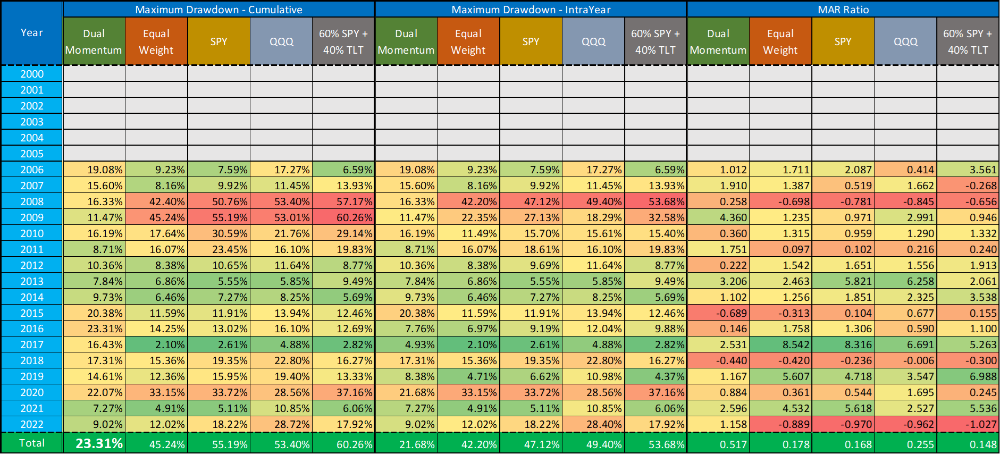 Maximum Drawdown - Cumulative Maximum Drawdown - IntraYear MAR Ratio
Year Dual Momentum Equal Weight SPY QQQ 60% SPY + 40% TLT Dual Momentum Equal Weight SPY QQQ 60% SPY + 40% TLT Dual Momentum Equal Weight SPY QQQ 60% SPY + 40% TLT
2000
2001
2002
2003
2004
2005
2006 19.08% 9.23% 7.59% 17.27% 6.59% 19.08% 9.23% 7.59% 17.27% 6.59% 1.012 1.711 2.087 0.414 3.561
2007 15.60% 8.16% 9.92% 11.45% 13.93% 15.60% 8.16% 9.92% 11.45% 13.93% 1.910 1.387 0.519 1.662 -0.268
2008 16.33% 42.40% 50.76% 53.40% 57.17% 16.33% 42.20% 47.12% 49.40% 53.68% 0.258 -0.698 -0.781 -0.845 -0.656
2009 11.47% 45.24% 55.19% 53.01% 60.26% 11.47% 22.35% 27.13% 18.29% 32.58% 4.360 1.235 0.971 2.991 0.946
2010 16.19% 17.64% 30.59% 21.76% 29.14% 16.19% 11.49% 15.70% 15.61% 15.40% 0.360 1.315 0.959 1.290 1.332
2011 8.71% 16.07% 23.45% 16.10% 19.83% 8.71% 16.07% 18.61% 16.10% 19.83% 1.751 0.097 0.102 0.216 0.240
2012 10.36% 8.38% 10.65% 11.64% 8.77% 10.36% 8.38% 9.69% 11.64% 8.77% 0.222 1.542 1.651 1.556 1.913
2013 7.84% 6.86% 5.55% 5.85% 9.49% 7.84% 6.86% 5.55% 5.85% 9.49% 3.206 2.463 5.821 6.258 2.061
2014 9.73% 6.46% 7.27% 8.25% 5.69% 9.73% 6.46% 7.27% 8.25% 5.69% 1.102 1.256 1.851 2.325 3.538
2015 20.38% 11.59% 11.91% 13.94% 12.46% 20.38% 11.59% 11.91% 13.94% 12.46% -0.689 -0.313 0.104 0.677 0.155
2016 23.31% 14.25% 13.02% 16.10% 12.69% 7.76% 6.97% 9.19% 12.04% 9.88% 0.146 1.758 1.306 0.590 1.100
2017 16.43% 2.10% 2.61% 4.88% 2.82% 4.93% 2.10% 2.61% 4.88% 2.82% 2.531 8.542 8.316 6.691 5.263
2018 17.31% 15.36% 19.35% 22.80% 16.27% 17.31% 15.36% 19.35% 22.80% 16.27% -0.440 -0.420 -0.236 -0.006 -0.300
2019 14.61% 12.36% 15.95% 19.40% 13.33% 8.38% 4.71% 6.62% 10.98% 4.37% 1.167 5.607 4.718 3.547 6.988
2020 22.07% 33.15% 33.72% 28.56% 37.16% 21.68% 33.15% 33.72% 28.56% 37.16% 0.884 0.361 0.544 1.695 0.245
2021 7.27% 4.91% 5.11% 10.85% 6.06% 7.27% 4.91% 5.11% 10.85% 6.06% 2.596 4.532 5.618 2.527 5.536
2022 9.02% 12.02% 18.22% 28.72% 17.92% 9.02% 12.02% 18.22% 28.40% 17.92% 1.158 -0.889 -0.970 -0.962 -1.027
Total 23.31% 45.24% 55.19% 53.40% 60.26% 21.68% 42.20% 47.12% 49.40% 53.68% 0.517 0.178 0.168 0.255 0.148